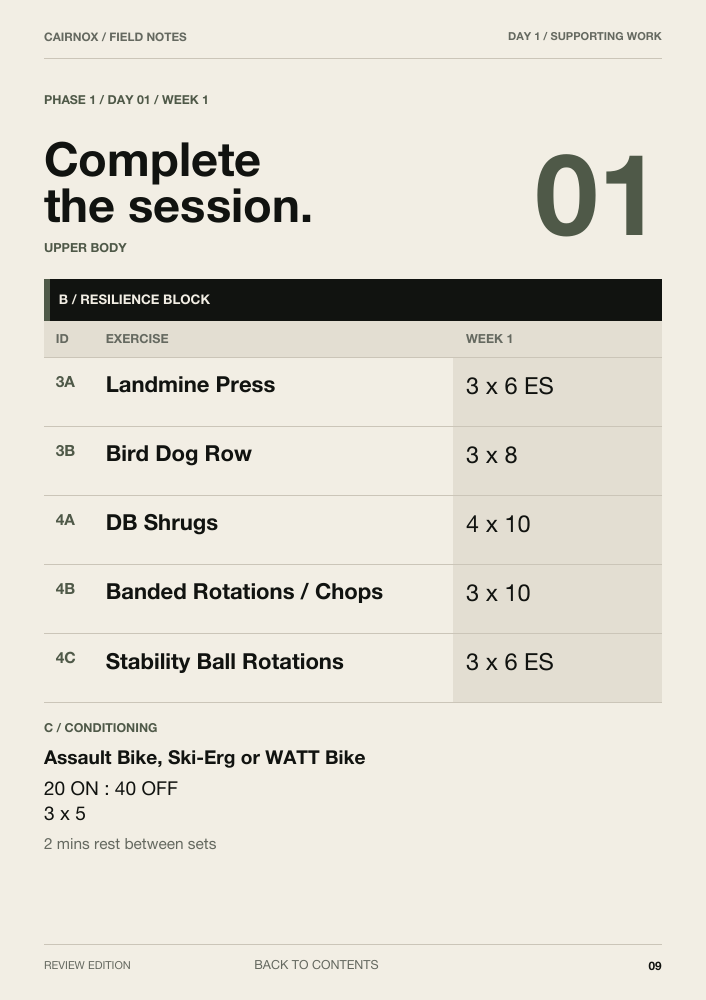 CAIRNOX / FIELD NOTES
DAY 1 / SUPPORTING WORK
PHASE 1 / DAY 01 / WEEK 1
Complete
the session.
01
UPPER BODY
B / RESILIENCE BLOCK
ID EXERCISE WEEK 1
3A Landmine Press 3 x 6 ES
3B Bird Dog Row 3 x 8
4A DB Shrugs 4 x 10
4B Banded Rotations / Chops 3 x 10
4C Stability Ball Rotations 3 x 6 ES
C / CONDITIONING
Assault Bike, Ski-Erg or WATT Bike
20 ON : 40 OFF
3 x 5
2 mins rest between sets
REVIEW EDITION BACK TO CONTENTS 09